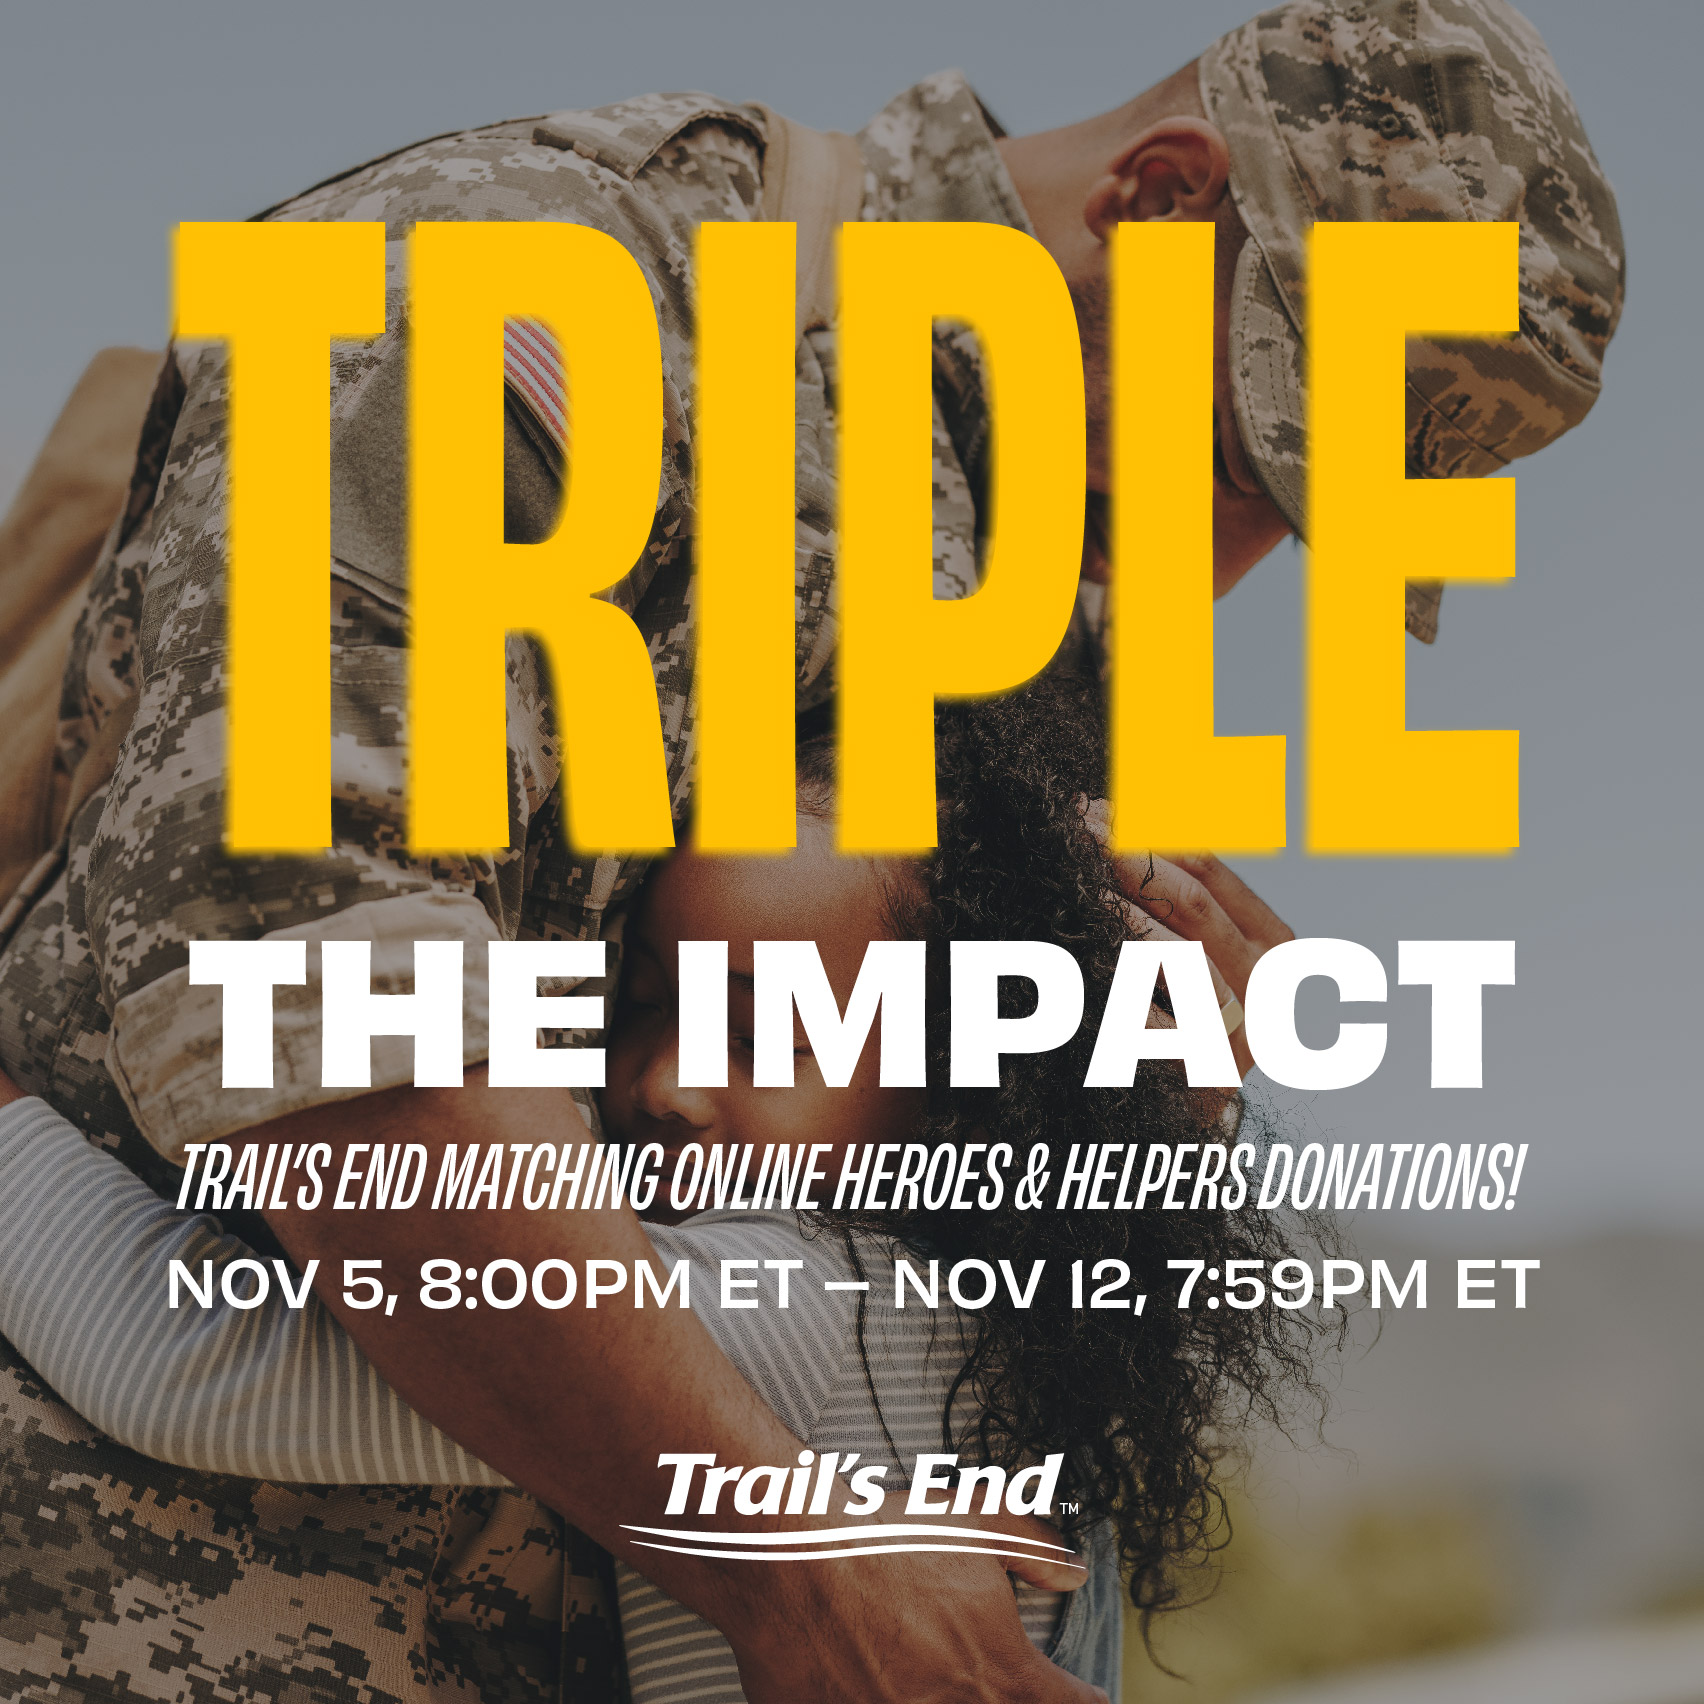 TRIPLE
THE IMPACT
TRAIL'S END MATCHING ONLINE HEROES & HELPERS DONATIONS!
NOV 5, 8:00PM ET – NOV 12, 7:59PM ET
Trail's End™